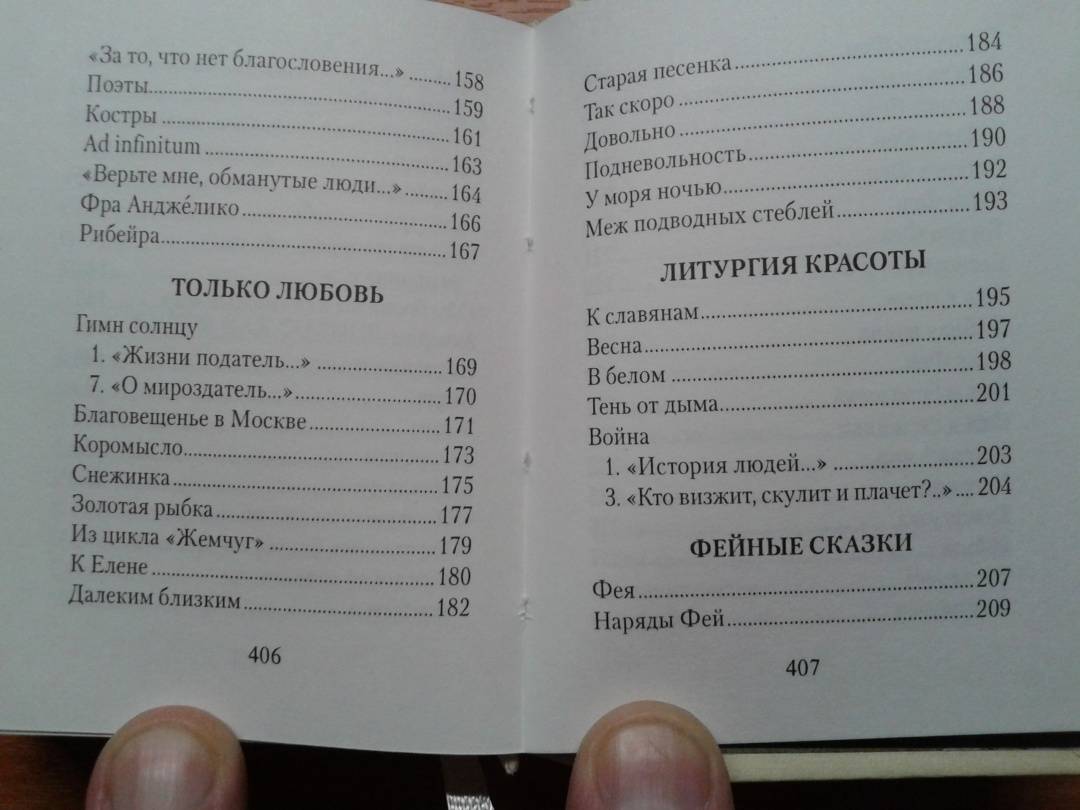 «За то, что нет благословения...» ......... 158
Поэты.......................................................... 159
Костры ........................................................ 161
Ad infinitum ................................................ 163
«Верьте мне, обманутые люди...» ........ 164
Фра Анджéлико ........................................ 166
Рибейра........................................................ 167
ТОЛЬКО ЛЮБОВЬ
Гимн солнцу
1. «Жизни податель...» ......................... 169
7. «О мироздатель...» ........................... 170
Благовещенье в Москве .......................... 171
Коромысло.................................................. 173
Снежинка .................................................... 175
Золотая рыбка ........................................... 177
Из цикла «Жемчуг» ................................. 179
К Елене ........................................................ 180
Далеким близким ..................................... 182
406
Старая песенка .......................................... 184
Так скоро .................................................... 186
Довольно .................................................... 188
Подневольность ........................................ 190
У моря ночью............................................. 192
Меж подводных стеблей ........................ 193
ЛИТУРГИЯ КРАСОТЫ
К славянам ................................................. 195
Весна ............................................................ 197
В белом ....................................................... 198
Тень от дыма.............................................. 201
Война
1. «История людей...» ........................... 203
3. «Кто визжит, скулит и плачет?..» .... 204
ФЕЙНЫЕ СКАЗКИ
Фея ............................................................... 207
Наряды Фей ............................................... 209
407